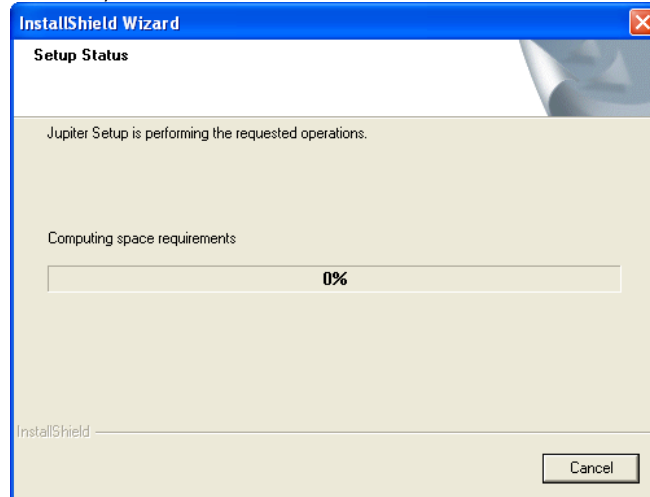 InstallShield Wizard
Setup Status
Jupiter Setup is performing the requested operations.
Computing space requirements
0%
InstallShield
Cancel